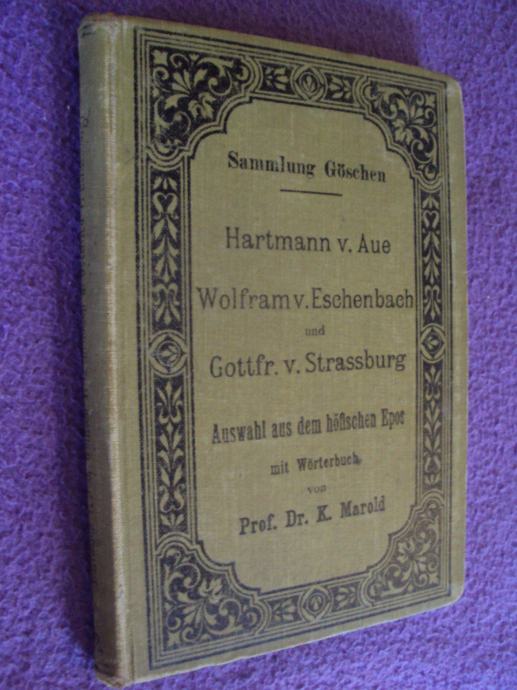 Sammlung Göschen
Hartmann v. Aue
Wolfram v. Eschenbach
und
Gottfr. v. Strassburg
Auswahl aus dem höfischen Epos
mit Wörterbuch
von
Prof. Dr. K. Marold